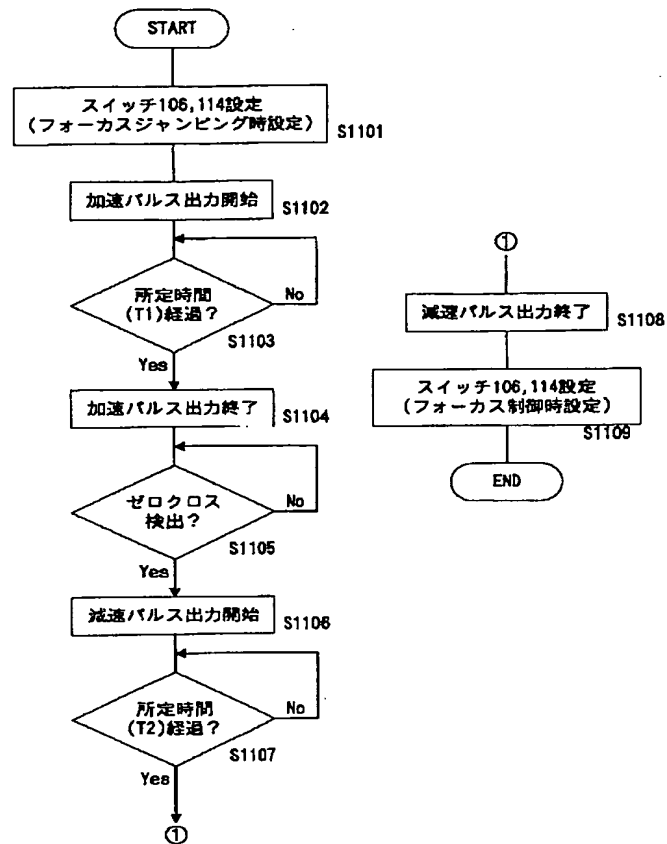 START
スイッチ106,114設定
(フォーカスジャンピング時設定)
S1101
加速パルス出力開始
S1102
所定時間
(T1)経過?
No
S1103
Yes
加速パルス出力終了
S1104
ゼロクロス
検出?
No
S1105
Yes
減速パルス出力開始
S1106
所定時間
(T2)経過?
No
S1107
Yes
①
①
減速パルス出力終了
S1108
スイッチ106,114設定
(フォーカス制御時設定)
S1109
END